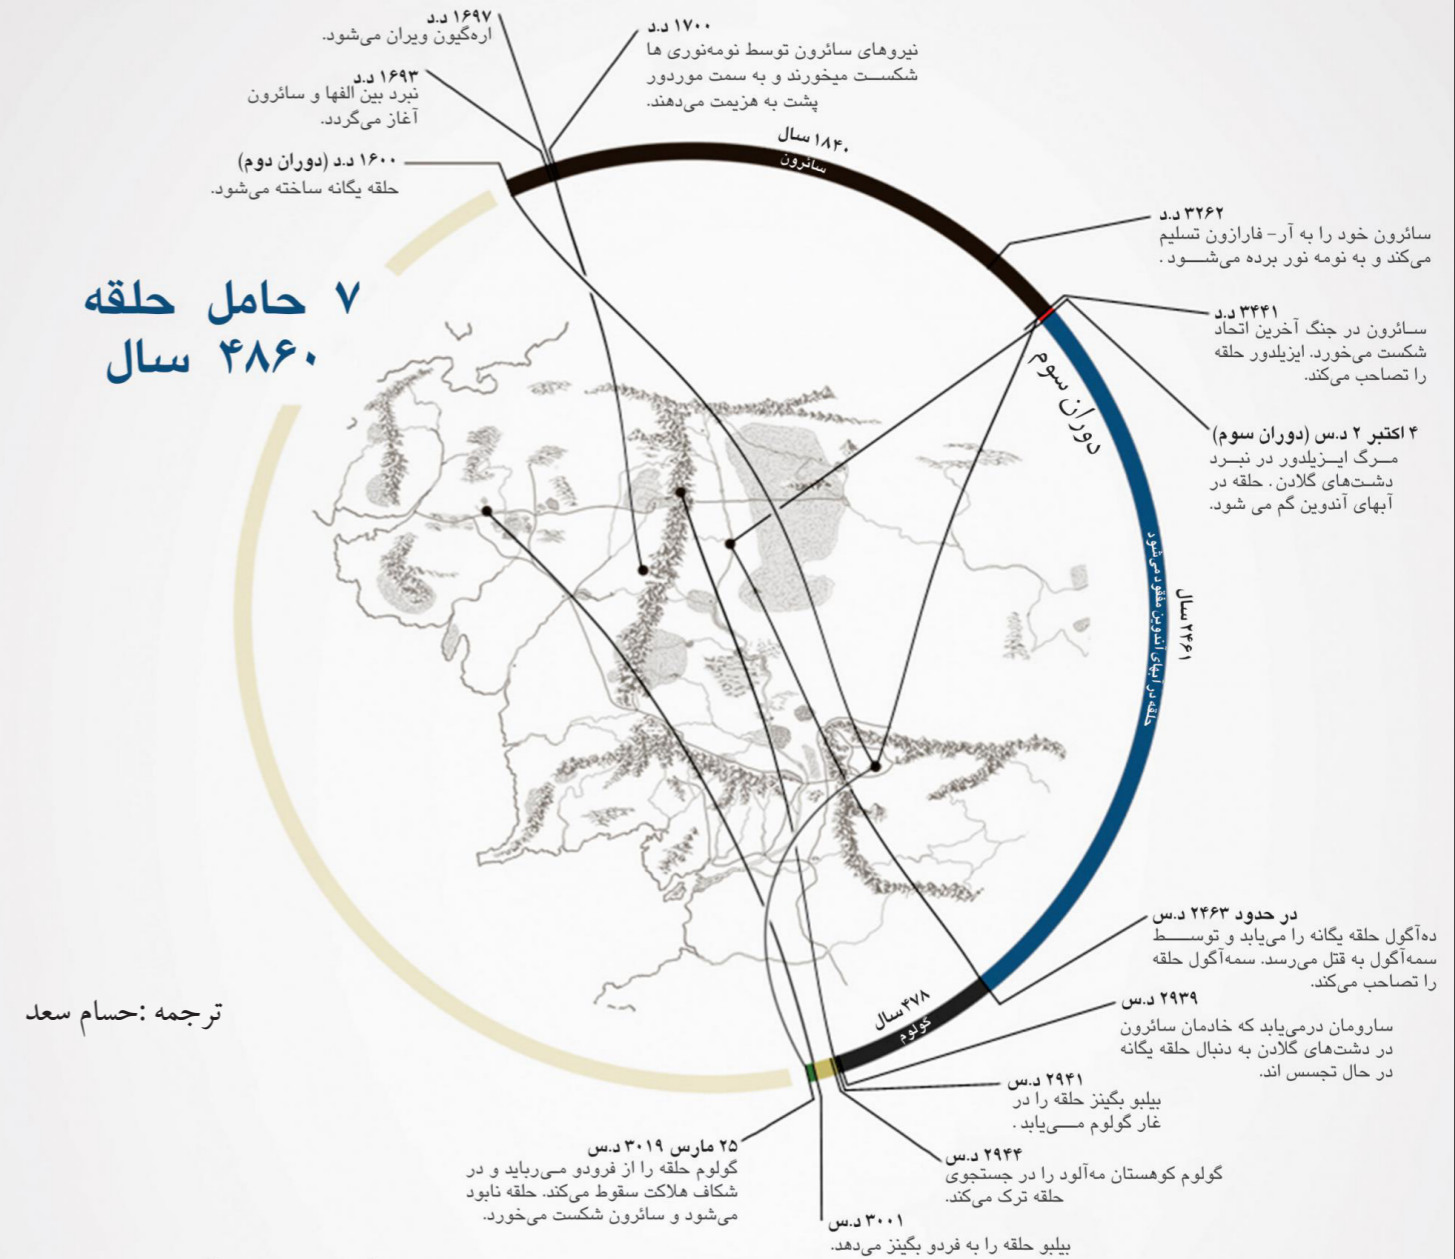 ۷ حامل حلقه
۴۸۶۰ سال
۱۶۰۰ د.د (دوران دوم)
حلقه یگانه ساخته می‌شود.
۱۶۹۳ د.د
نبرد بین الفها و سائرون
آغاز می‌گردد.
۱۶۹۷ د.د
اره‌گیون ویران می‌شود.
۱۷۰۰ د.د
نیروهای سائرون توسط نومه‌نوری ها
شکست میخورند و به سمت موردور
پشت به هزیمت می‌دهند.
۱۸۴۰ سال
سائرون
۳۲۶۲ د.د
سائرون خود را به آر- فارازون تسلیم
می‌کند و به نومه نور برده می‌شود .
۳۴۴۱ د.د
سائرون در جنگ آخرین اتحاد
شکست می‌خورد. ایزیلدور حلقه
را تصاحب می‌کند.
دوران سوم
۴ اکتبر ۲ د.س (دوران سوم)
مرگ ایزیلدور در نبرد
دشت‌های گلادن. حلقه در
آبهای آندوین گم می شود.
۲۴۶۱ سال
حلقه در آبهای آندوین مفقود می‌شود
در حدود ۲۴۶۳ د.س
ده‌آگول حلقه یگانه را می‌یابد و توسط
سمه‌آگول به قتل می‌رسد. سمه‌آگول حلقه
را تصاحب می‌کند.
۴۷۸ سال
گولوم
۲۹۳۹ د.س
سارومان درمی‌یابد که خادمان سائرون
در دشت‌های گلادن به دنبال حلقه یگانه
در حال تجسس اند.
۲۹۴۱ د.س
بیلبو بگینز حلقه را در
غار گولوم می‌یابد .
۲۹۴۴ د.س
گولوم کوهستان مه‌آلود را در جستجوی
حلقه ترک می‌کند.
۳۰۰۱ د.س
بیلبو حلقه را به فردو بگینز می‌دهد.
۲۵ مارس ۳۰۱۹ د.س
گولوم حلقه را از فرودو می‌رباید و در
شکاف هلاکت سقوط می‌کند. حلقه نابود
می‌شود و سائرون شکست می‌خورد.
ترجمه :حسام سعد